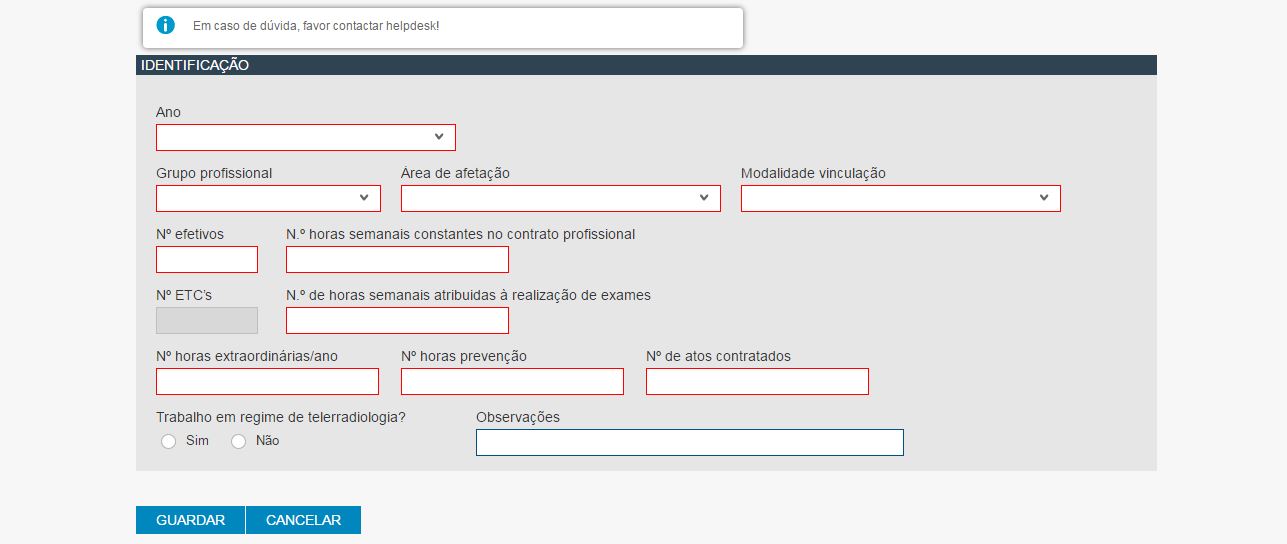 Em caso de dúvida, favor contactar helpdesk!
IDENTIFICAÇÃO
Ano
Grupo profissional Área de afetação Modalidade vinculação
Nº efetivos N.º horas semanais constantes no contrato profissional
Nº ETC's N.º de horas semanais atribuidas à realização de exames
Nº horas extraordinárias/ano Nº horas prevenção Nº de atos contratados
Trabalho em regime de telerradiologia? Observações
Sim Não
GUARDAR CANCELAR